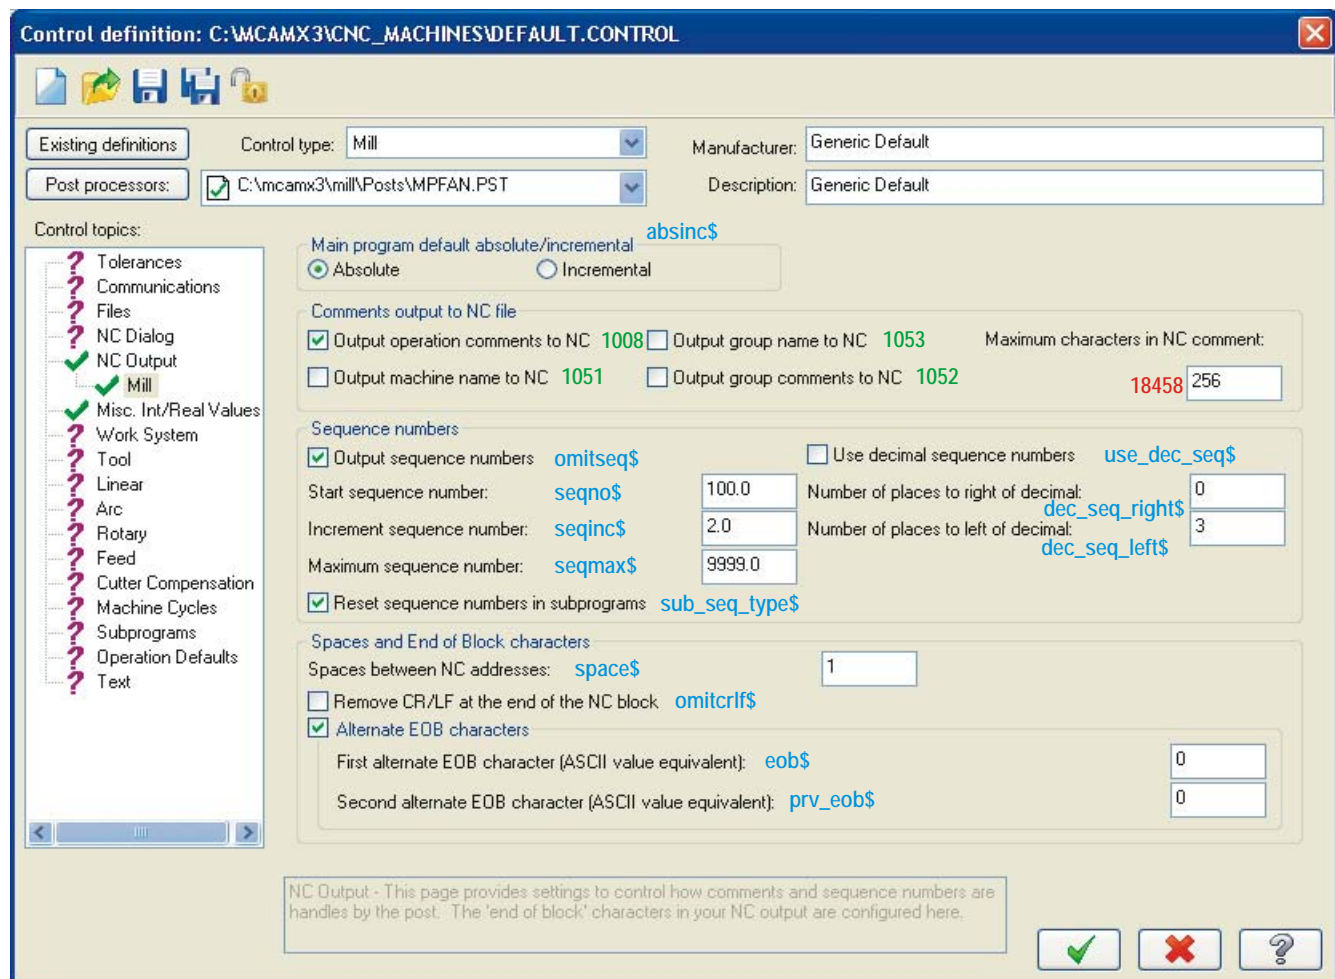 Control definition: C:\MCAMX3\CNC_MACHINES\DEFAULT.CONTROL
Existing definitions
Control type: Mill
Manufacturer: Generic Default
Post processors: C:\mcamx3\mill\Posts\MPFAN.PST
Description: Generic Default
Control topics:
Tolerances
Communications
Files
NC Dialog
NC Output
Mill
Misc. Int/Real Values
Work System
Tool
Linear
Arc
Rotary
Feed
Cutter Compensation
Machine Cycles
Subprograms
Operation Defaults
Text
Main program default absolute/incremental absinc$
Absolute Incremental
Comments output to NC file
Output operation comments to NC 1008 Output group name to NC 1053 Maximum characters in NC comment:
Output machine name to NC 1051 Output group comments to NC 1052 18458 256
Sequence numbers
Output sequence numbers omitseq$ Use decimal sequence numbers use_dec_seq$
Start sequence number: seqno$ 100.0 Number of places to right of decimal: 0
dec_seq_right$
Increment sequence number: seqinc$ 2.0 Number of places to left of decimal: 3
dec_seq_left$
Maximum sequence number: seqmax$ 9999.0
Reset sequence numbers in subprograms sub_seq_type$
Spaces and End of Block characters
Spaces between NC addresses: space$ 1
Remove CR/LF at the end of the NC block omitcrlf$
Alternate EOB characters
First alternate EOB character (ASCII value equivalent): eob$ 0
Second alternate EOB character (ASCII value equivalent): prv_eob$ 0
NC Output - This page provides settings to control how comments and sequence numbers are
handles by the post. The 'end of block' characters in your NC output are configured here.